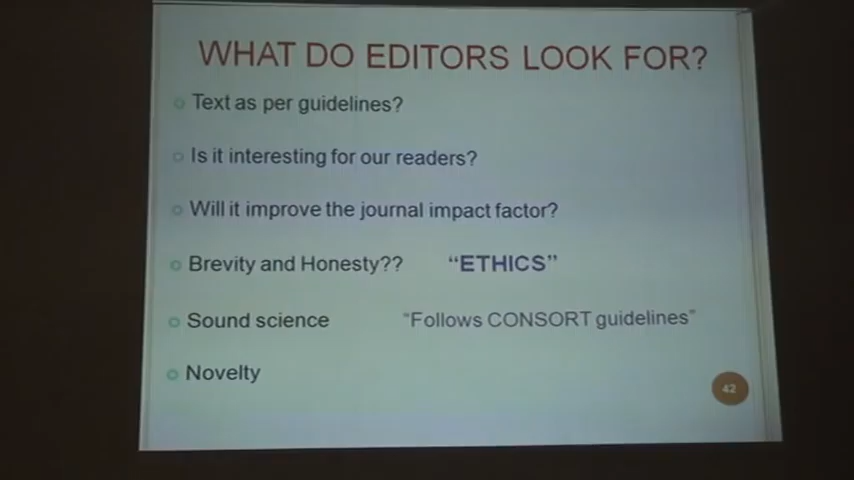 WHAT DO EDITORS LOOK FOR?
Text as per guidelines?
Is it interesting for our readers?
Will it improve the journal impact factor?
Brevity and Honesty?? “ETHICS”
Sound science “Follows CONSORT guidelines”
Novelty
42